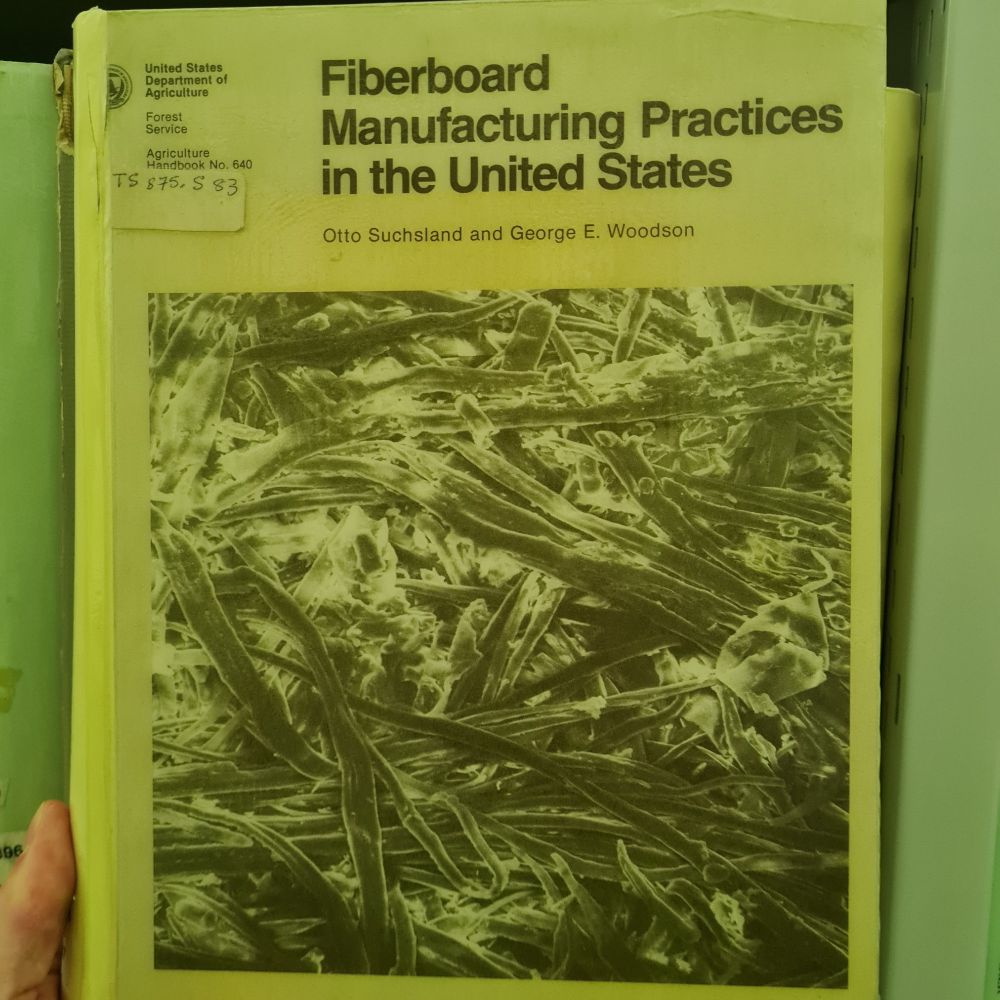 United States
Department of
Agriculture
Forest
Service
Agriculture
Handbook No. 640
TS 875. S 83
Fiberboard
Manufacturing Practices
in the United States
Otto Suchsland and George E. Woodson